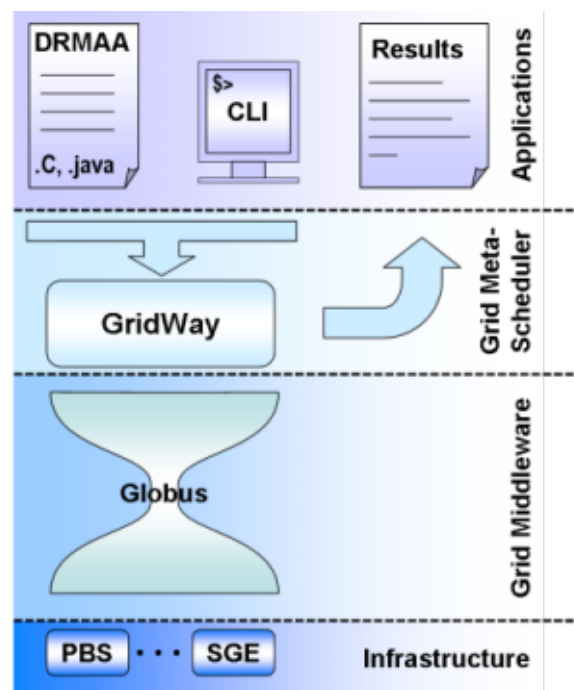 DRMAA
.C, .java
$>
CLI
Results
Applications
GridWay
Grid Meta-
Scheduler
Globus
Grid Middleware
PBS · · · SGE
Infrastructure